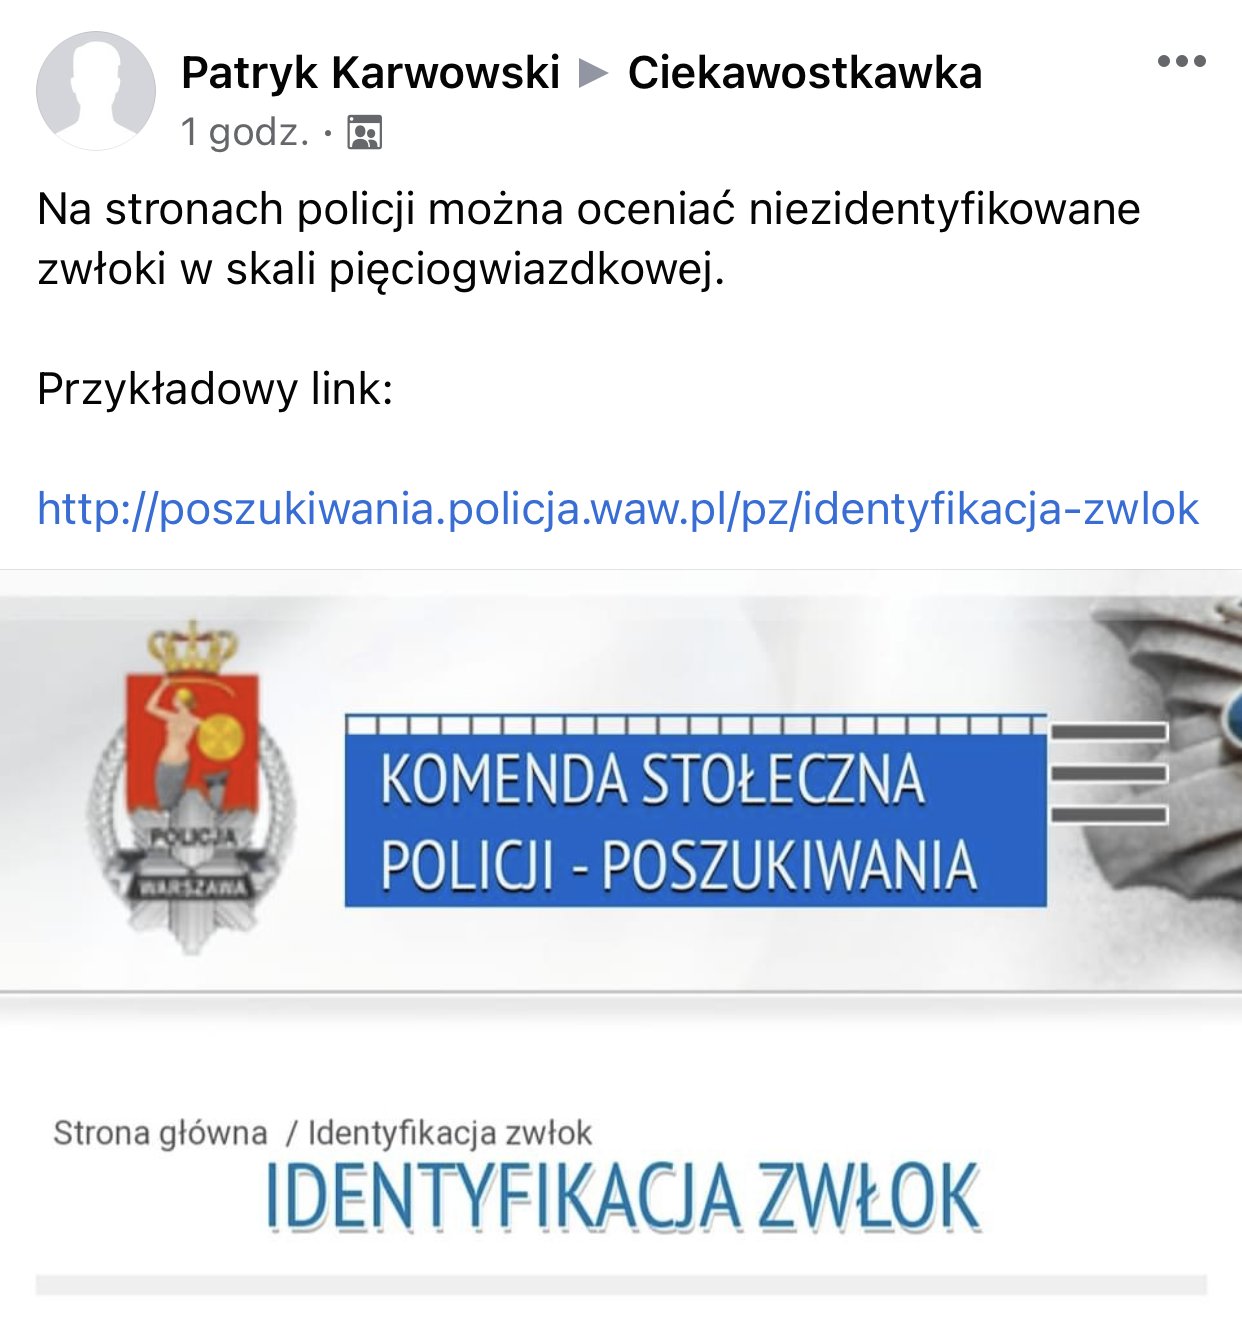 Patryk Karwowski ▶ Ciekawostkawka
1 godz. ·
Na stronach policji można oceniać niezidentyfikowane
zwłoki w skali pięciogwiazdkowej.
Przykładowy link:
http://poszukiwania.policja.waw.pl/pz/identyfikacja-zwlok
POLICJA
WARSZAWA
KOMENDA STOŁECZNA
POLICJI - POSZUKIWANIA
Strona główna / Identyfikacja zwłok
IDENTYFIKACJA ZWŁOK